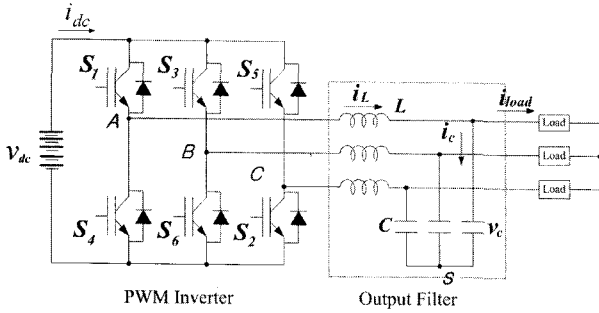 i_dc
S_1
S_3
S_5
i_L
L
i_load
A
i_c
Load
B
Load
v_dc
C
Load
S_4
S_6
S_2
C
v_c
S
PWM Inverter
Output Filter